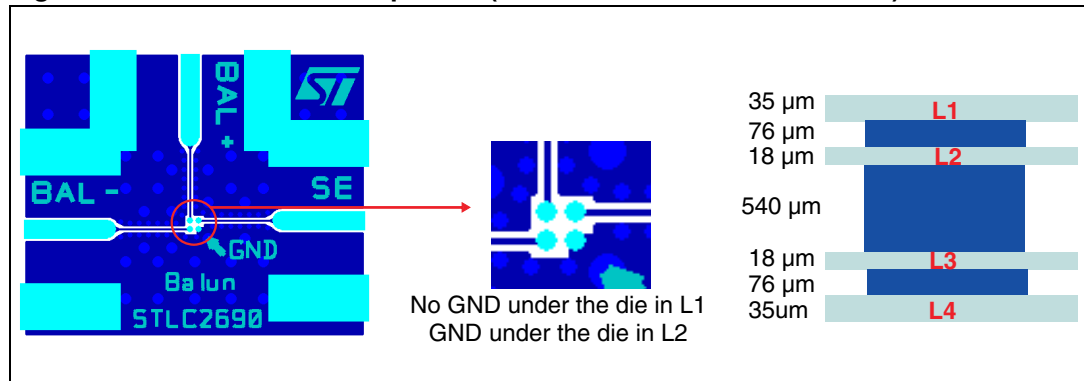 BAL +
ST
BAL -
SE
GND
Balun
STLC2690
No GND under the die in L1
GND under the die in L2
35 µm
L1
76 µm
18 µm
L2
540 µm
18 µm
L3
76 µm
35um
L4